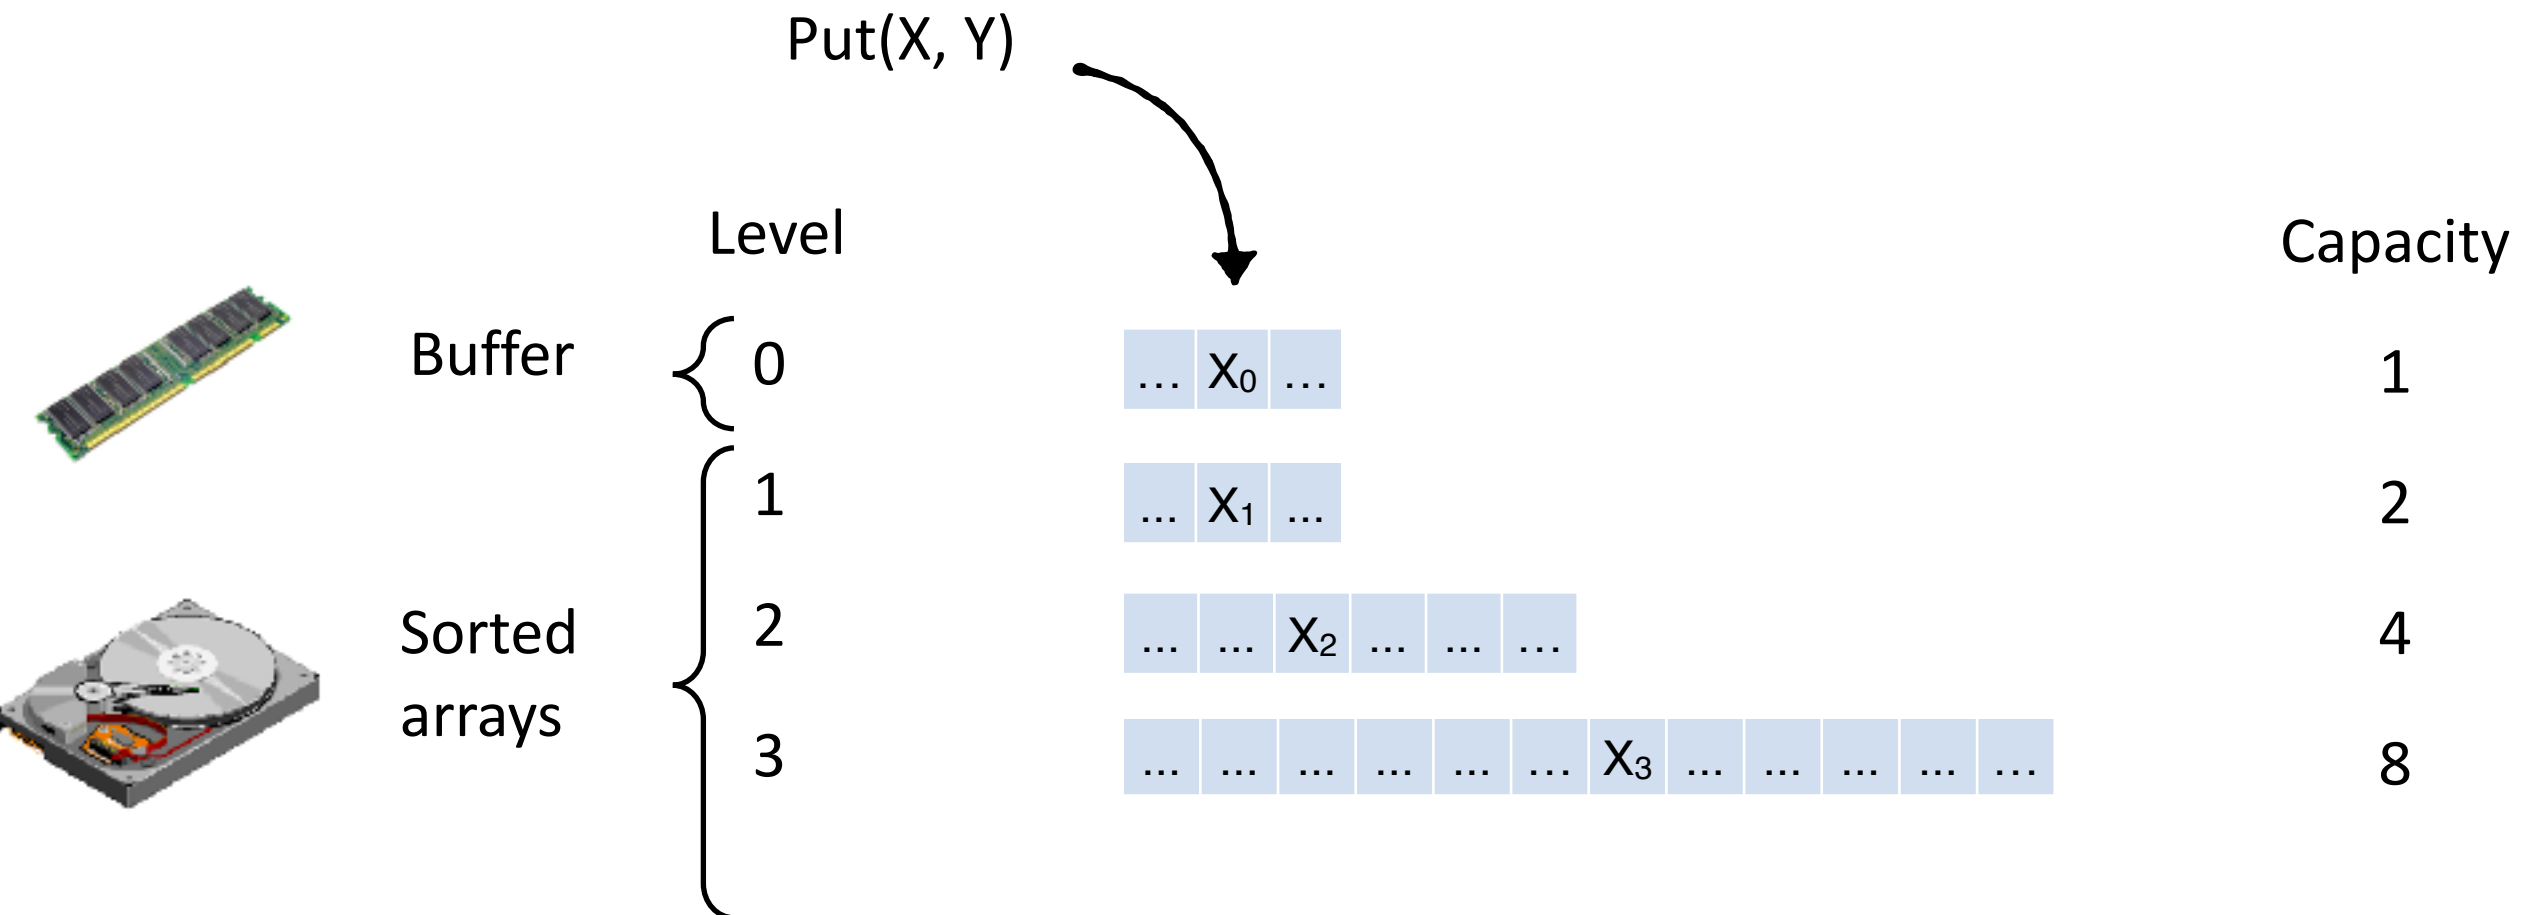 Put(X, Y)
Level
Capacity
Buffer
0
… X₀ …
1
1
... X₁ ...
2
Sorted
arrays
2
... ... X₂ ... ... …
4
3
... ... ... ... ... … X₃ ... ... ... ... …
8